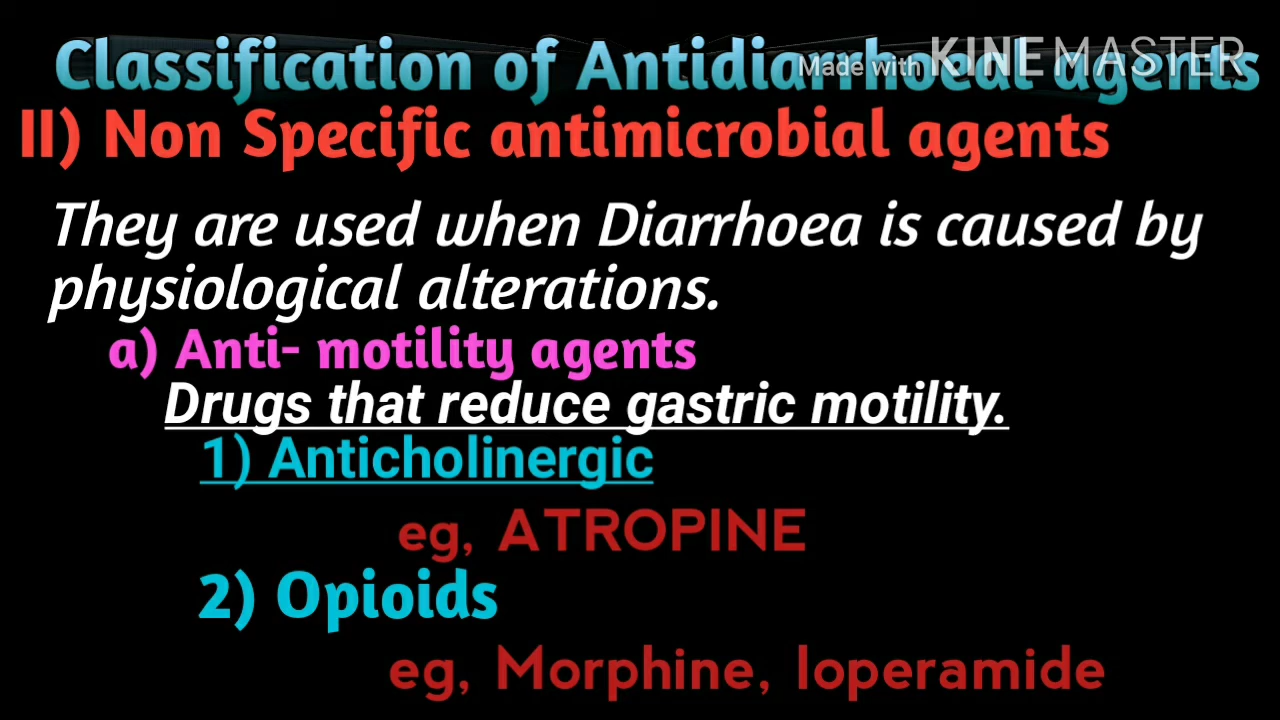 Classification of Antidiarrhoeal agents
Made with KINEMASTER
II) Non Specific antimicrobial agents
They are used when Diarrhoea is caused by
physiological alterations.
a) Anti- motility agents
Drugs that reduce gastric motility.
1) Anticholinergic
eg, ATROPINE
2) Opioids
eg, Morphine, loperamide